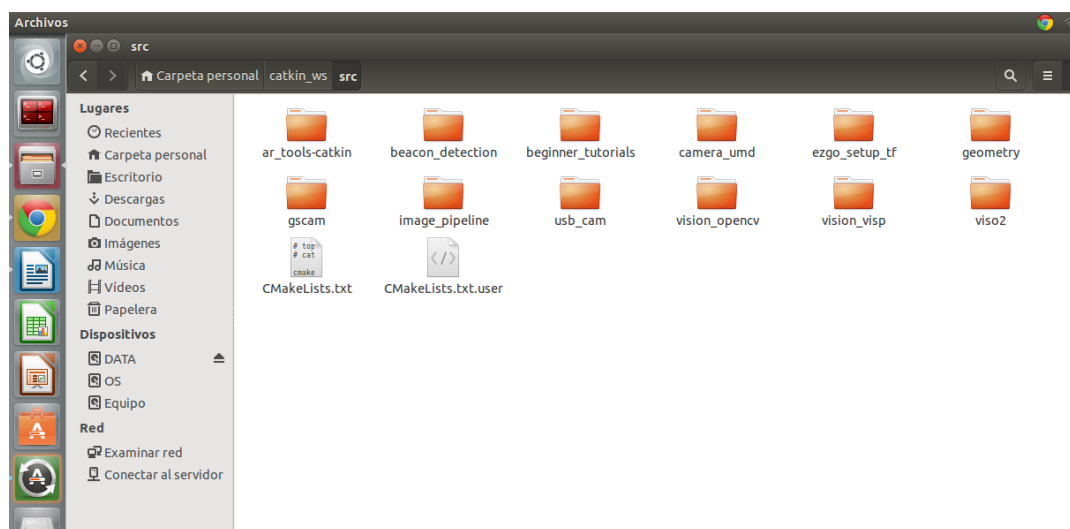 Archivos
src
Carpeta personal catkin_ws src
Lugares
Recientes
Carpeta personal
Escritorio
Descargas
Documentos
Imágenes
Música
Vídeos
Papelera
Dispositivos
DATA
OS
Equipo
Red
Examinar red
Conectar al servidor
ar_tools-catkin beacon_detection beginner_tutorials camera_umd ezgo_setup_tf geometry
gscam image_pipeline usb_cam vision_opencv vision_visp viso2
# top
# cat
cmake
CMakeLists.txt CMakeLists.txt.user